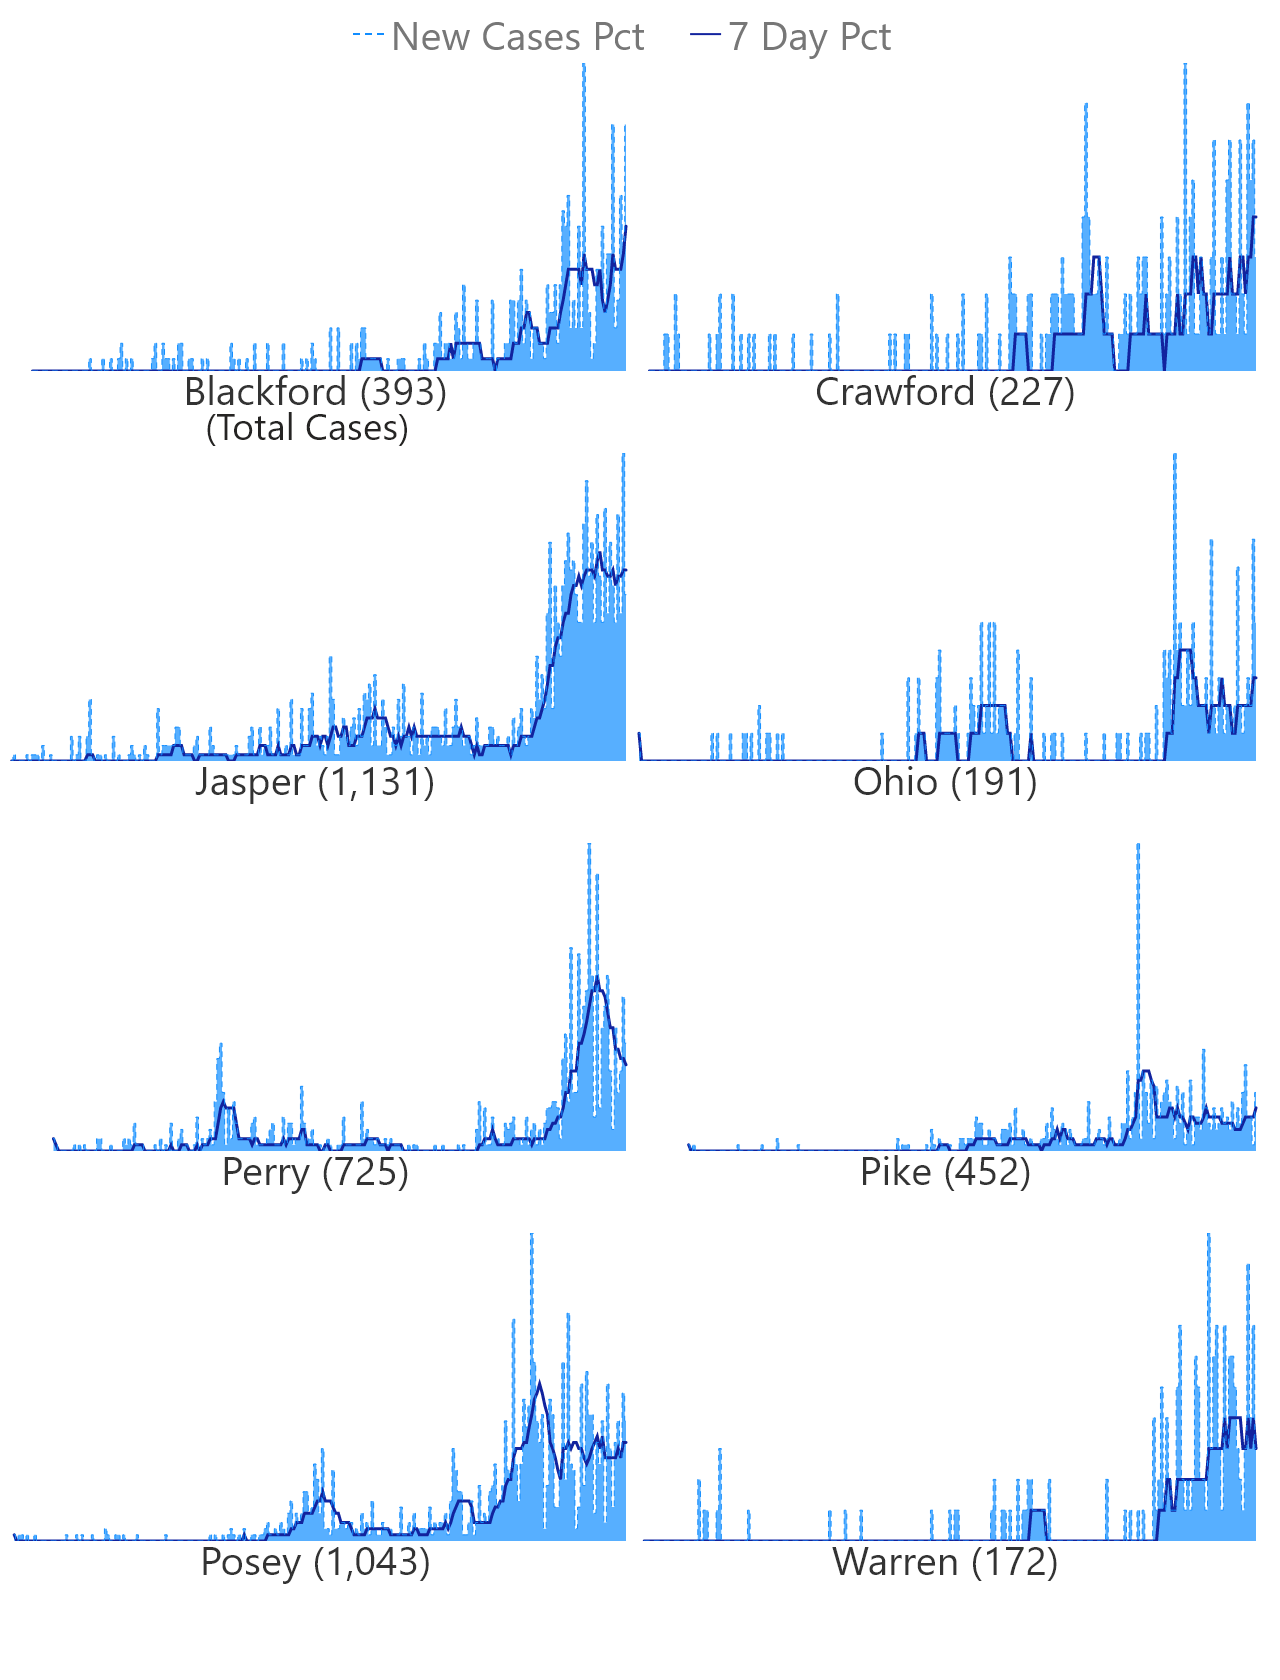 New Cases Pct 7 Day Pct
Blackford (393) Crawford (227)
(Total Cases)
Jasper (1,131) Ohio (191)
Perry (725) Pike (452)
Posey (1,043) Warren (172)